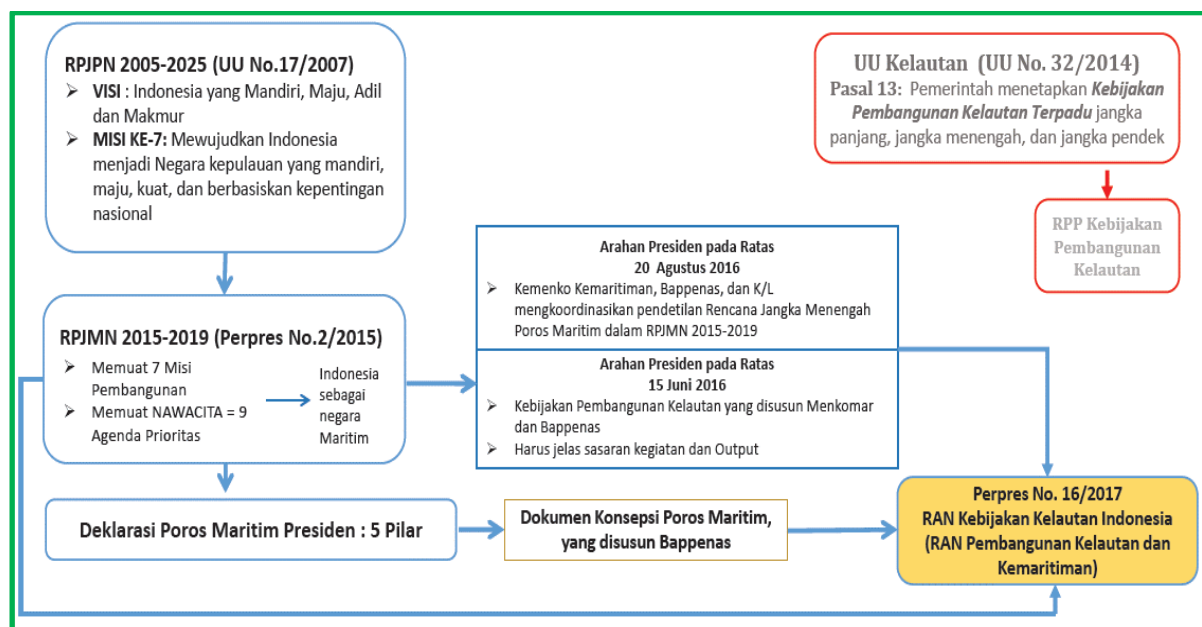 RPJPN 2005-2025 (UU No.17/2007)
➢ VISI : Indonesia yang Mandiri, Maju, Adil
dan Makmur
➢ MISI KE-7: Mewujudkan Indonesia
menjadi Negara kepulauan yang mandiri,
maju, kuat, dan berbasiskan kepentingan
nasional
UU Kelautan (UU No. 32/2014)
Pasal 13: Pemerintah menetapkan Kebijakan
Pembangunan Kelautan Terpadu jangka
panjang, jangka menengah, dan jangka pendek
RPP Kebijakan
Pembangunan
Kelautan
Arahan Presiden pada Ratas
20 Agustus 2016
➢ Kemenko Kemaritiman, Bappenas, dan K/L
mengkoordinasikan pendetilan Rencana Jangka Menengah
Poros Maritim dalam RPJMN 2015-2019
Arahan Presiden pada Ratas
15 Juni 2016
➢ Kebijakan Pembangunan Kelautan yang disusun Menkomar
dan Bappenas
➢ Harus jelas sasaran kegiatan dan Output
RPJMN 2015-2019 (Perpres No.2/2015)
➢ Memuat 7 Misi
Pembangunan
➢ Memuat NAWACITA = 9
Agenda Prioritas
Indonesia
sebagai
negara
Maritim
Deklarasi Poros Maritim Presiden : 5 Pilar
Dokumen Konsepsi Poros Maritim,
yang disusun Bappenas
Perpres No. 16/2017
RAN Kebijakan Kelautan Indonesia
(RAN Pembangunan Kelautan dan
Kemaritiman)